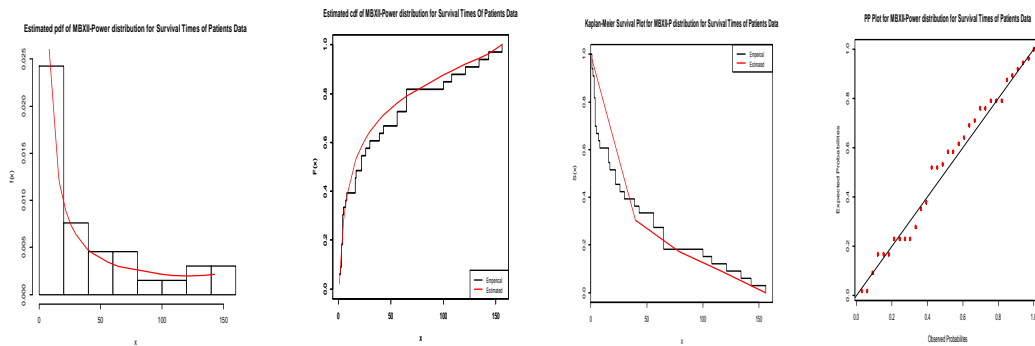 Estimated pdf of MBXII-Power distribution for Survival Times of Patients Data
0.025
0.020
0.015
0.010
0.005
0.000
f(x)
0
50
100
150
x
Estimated cdf of MBXII-Power distribution for Survival Times Of Patients Data
1.0
0.8
0.6
0.4
0.2
0.0
F(x)
Emperical
Estimated
0
50
100
150
x
Kaplan-Meier Survival Plot for MBXII-P distribution for Survival Times of Patients Data
Emperical
Estimated
1.0
0.8
0.6
0.4
0.2
0.0
S(x)
0
50
100
150
x
PP Plot for MBXII-Power distribution for Survival Times of Patients Data
1.0
0.8
0.6
0.4
0.2
0.0
Expected Probabilities
0.0
0.2
0.4
0.6
0.8
1.0
Observed Probabilites